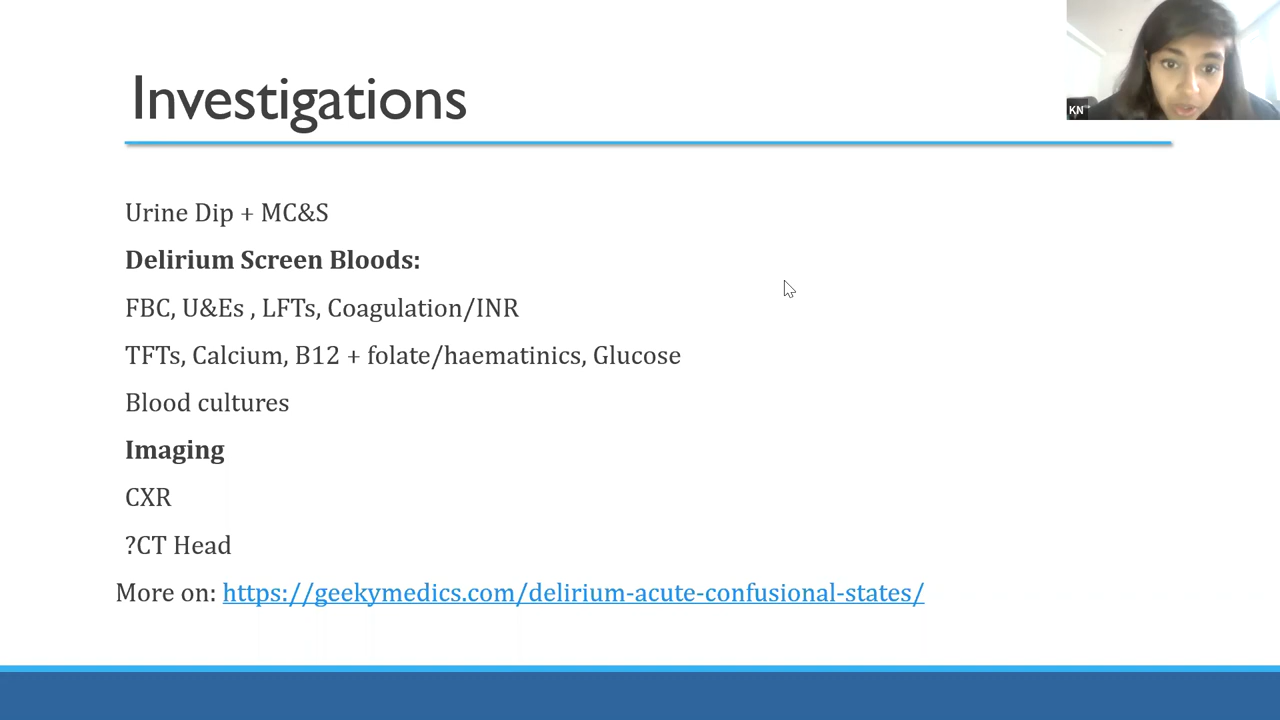 Investigations
KN
Urine Dip + MC&S
Delirium Screen Bloods:
FBC, U&Es , LFTs, Coagulation/INR
TFTs, Calcium, B12 + folate/haematinics, Glucose
Blood cultures
Imaging
CXR
?CT Head
More on: https://geekymedics.com/delirium-acute-confusional-states/